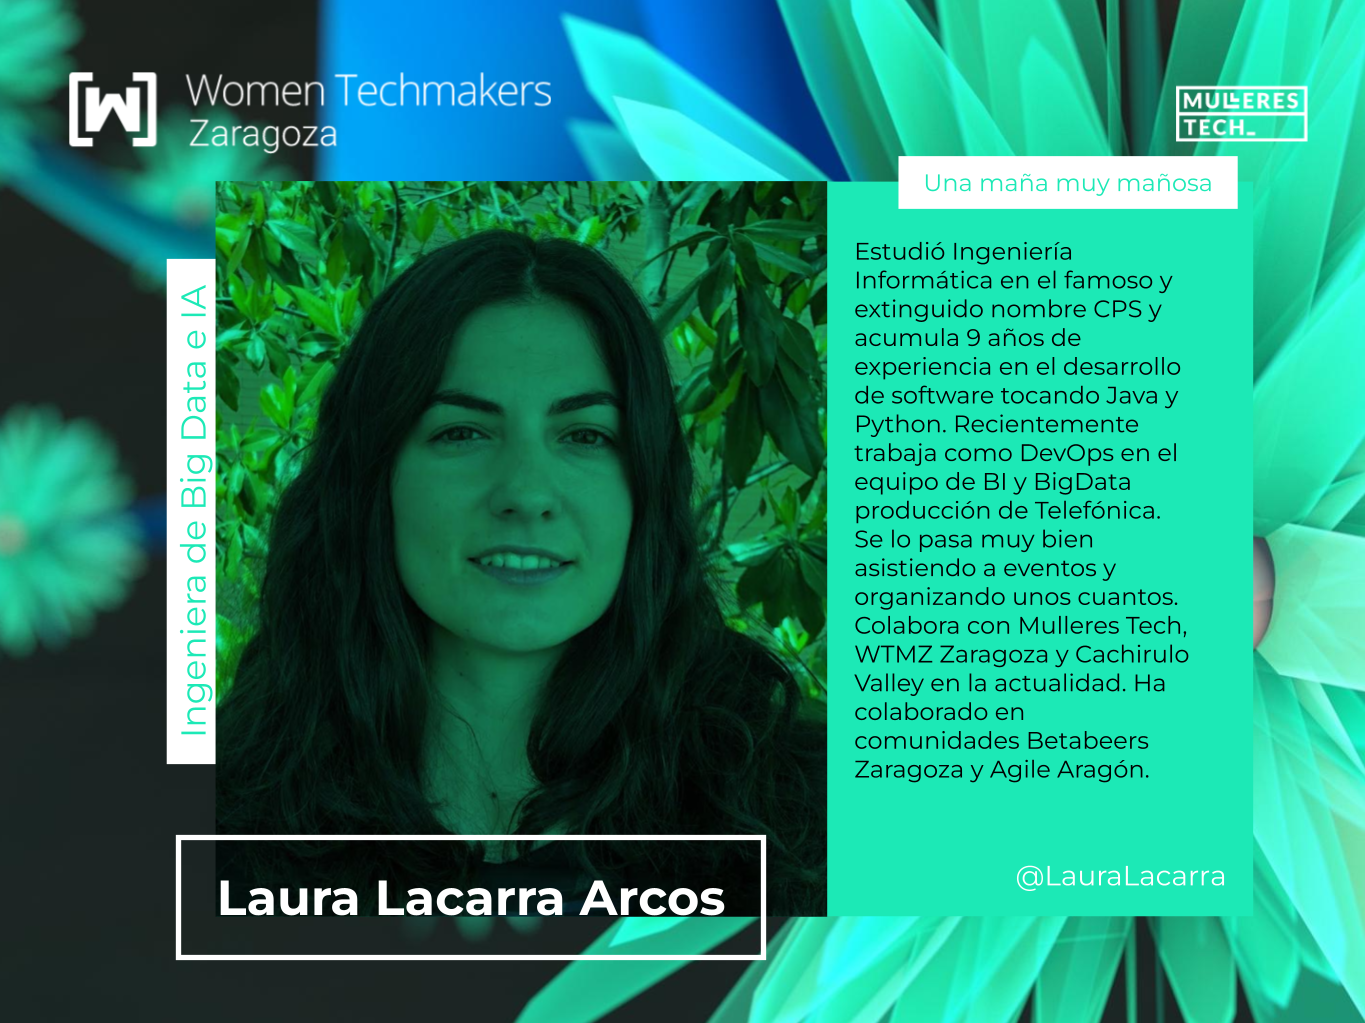 Women Techmakers
Zaragoza
MULLERES
TECH_
Una maña muy mañosa
Ingeniera de Big Data e IA
Estudió Ingeniería
Informática en el famoso y
extinguido nombre CPS y
acumula 9 años de
experiencia en el desarrollo
de software tocando Java y
Python. Recientemente
trabaja como DevOps en el
equipo de BI y BigData
producción de Telefónica.
Se lo pasa muy bien
asistiendo a eventos y
organizando unos cuantos.
Colabora con Mulleres Tech,
WTMZ Zaragoza y Cachirulo
Valley en la actualidad. Ha
colaborado en
comunidades Betabeers
Zaragoza y Agile Aragón.
@LauraLacarra
Laura Lacarra Arcos